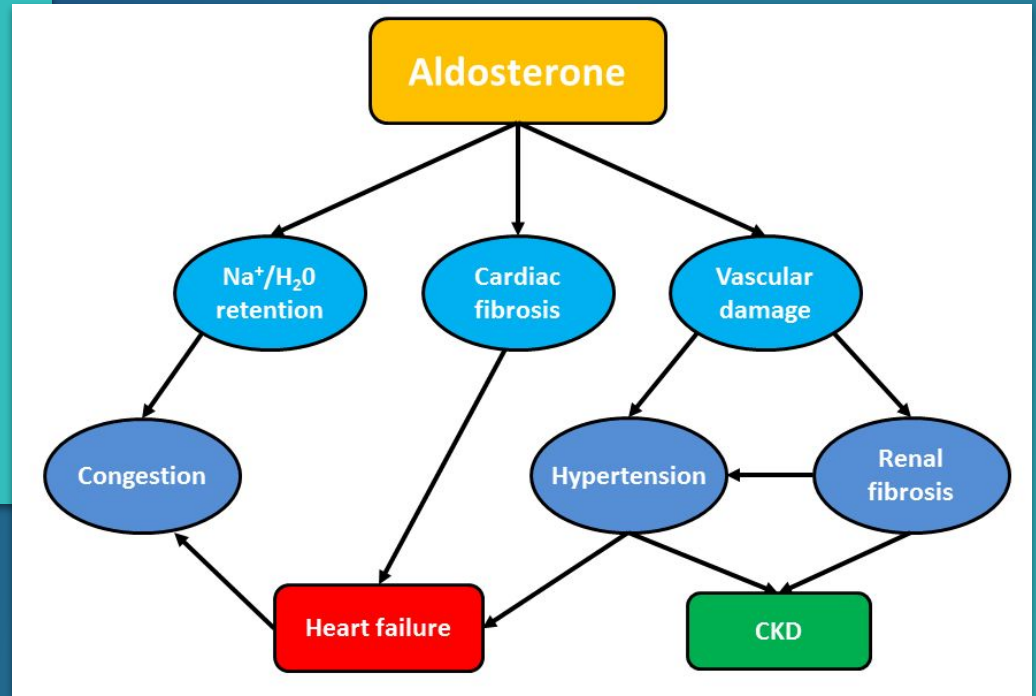 Aldosterone
Na⁺/H₂0
retention
Cardiac
fibrosis
Vascular
damage
Congestion
Hypertension
Renal
fibrosis
Heart failure
CKD